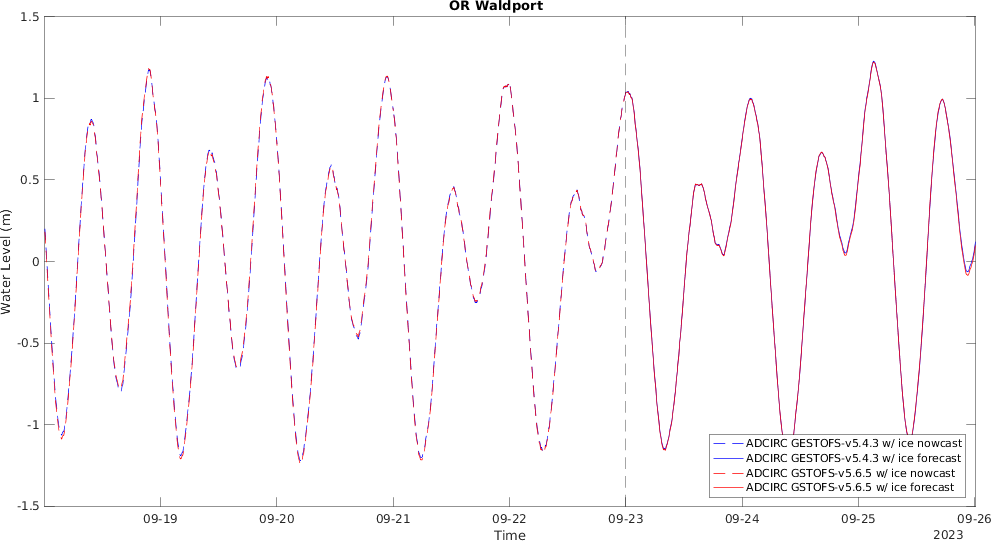 OR Waldport
1.5
1
0.5
0
-0.5
-1
-1.5
Water Level (m)
ADCIRC GESTOFS-v5.4.3 w/ ice nowcast
ADCIRC GESTOFS-v5.4.3 w/ ice forecast
ADCIRC GSTOFS-v5.6.5 w/ ice nowcast
ADCIRC GSTOFS-v5.6.5 w/ ice forecast
09-19 09-20 09-21 09-22 09-23 09-24 09-25 09-26
Time
2023